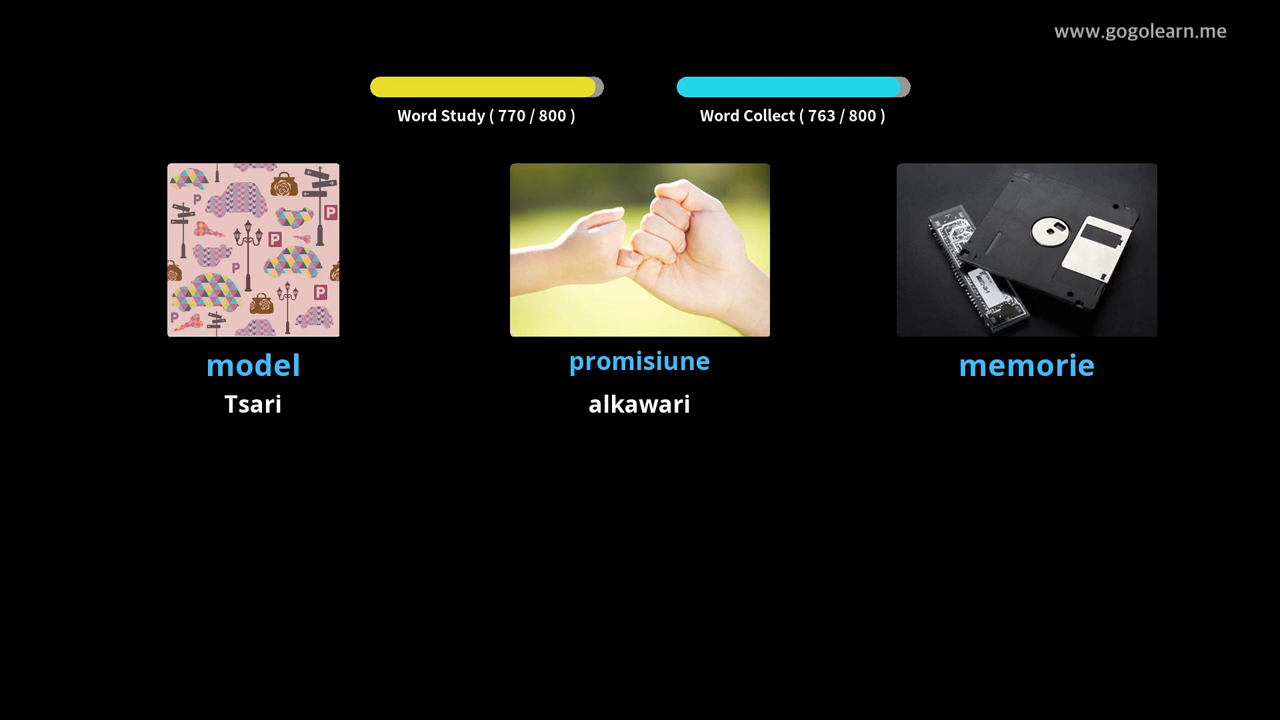 www.gogolearn.me
Word Study ( 770 / 800 )
Word Collect ( 763 / 800 )
P
P
P
P
P
P
model
promisiune
memorie
Tsari
alkawari